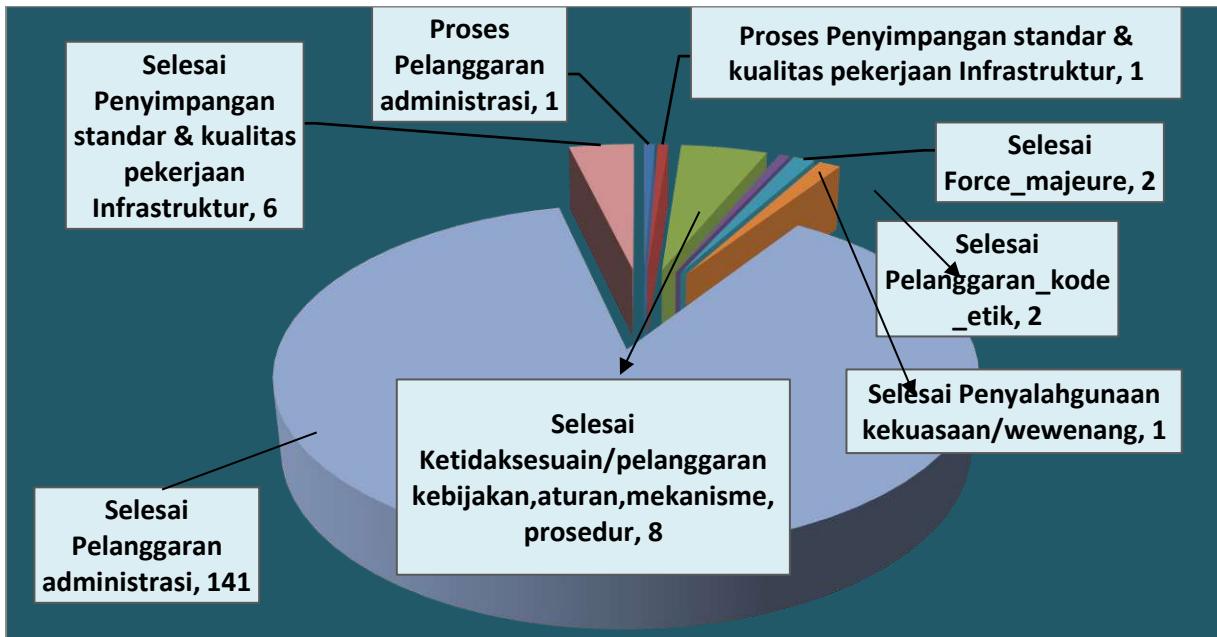 Selesai
Penyimpangan
standar & kualitas
pekerjaan
Infrastruktur, 6
Proses
Pelanggaran
administrasi, 1
Proses Penyimpangan standar &
kualitas pekerjaan Infrastruktur, 1
Selesai
Force_majeure, 2
Selesai
Pelanggaran_kode
_etik, 2
Selesai Penyalahgunaan
kekuasaan/wewenang, 1
Selesai
Ketidaksesuain/pelanggaran
kebijakan,aturan,mekanisme,
prosedur, 8
Selesai
Pelanggaran
administrasi, 141